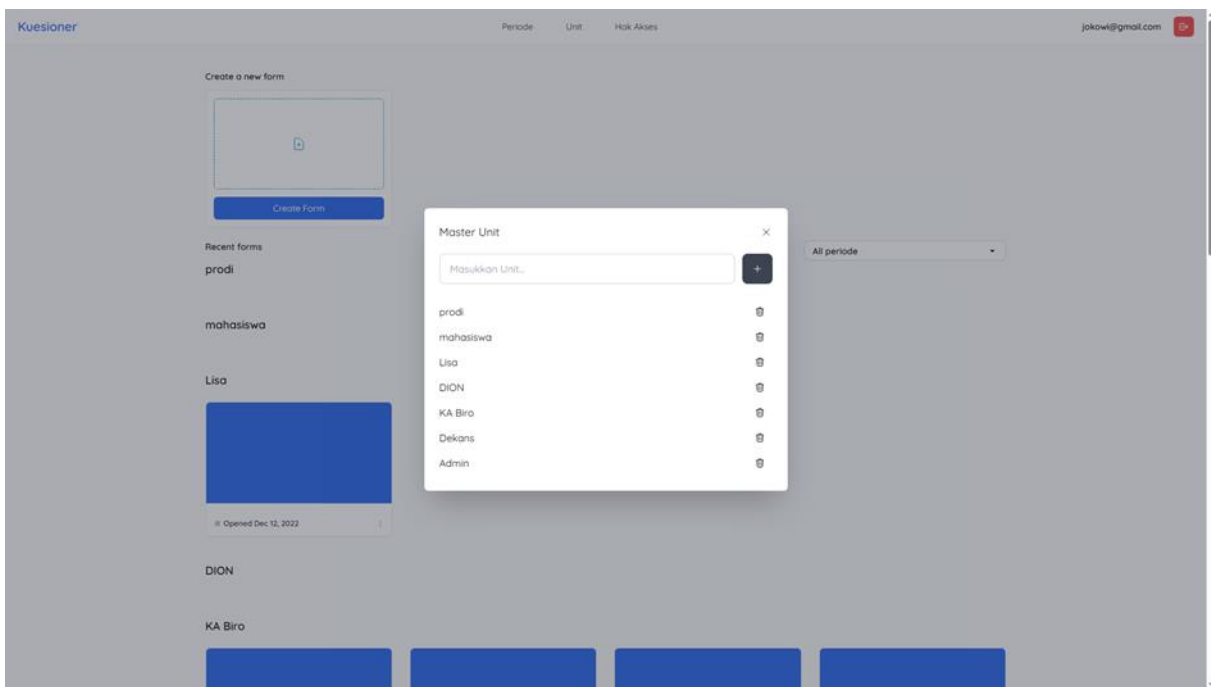 Kuesioner
Periode Unit Hak Akses
jokowi@gmail.com
Create a new form
Create Form
Recent forms
All periode
prodi
mahasiswa
Lisa
Opened Dec 12, 2022
DION
KA Biro
Master Unit
Masukkan Unit...
prodi
mahasiswa
Lisa
DION
KA Biro
Dekans
Admin